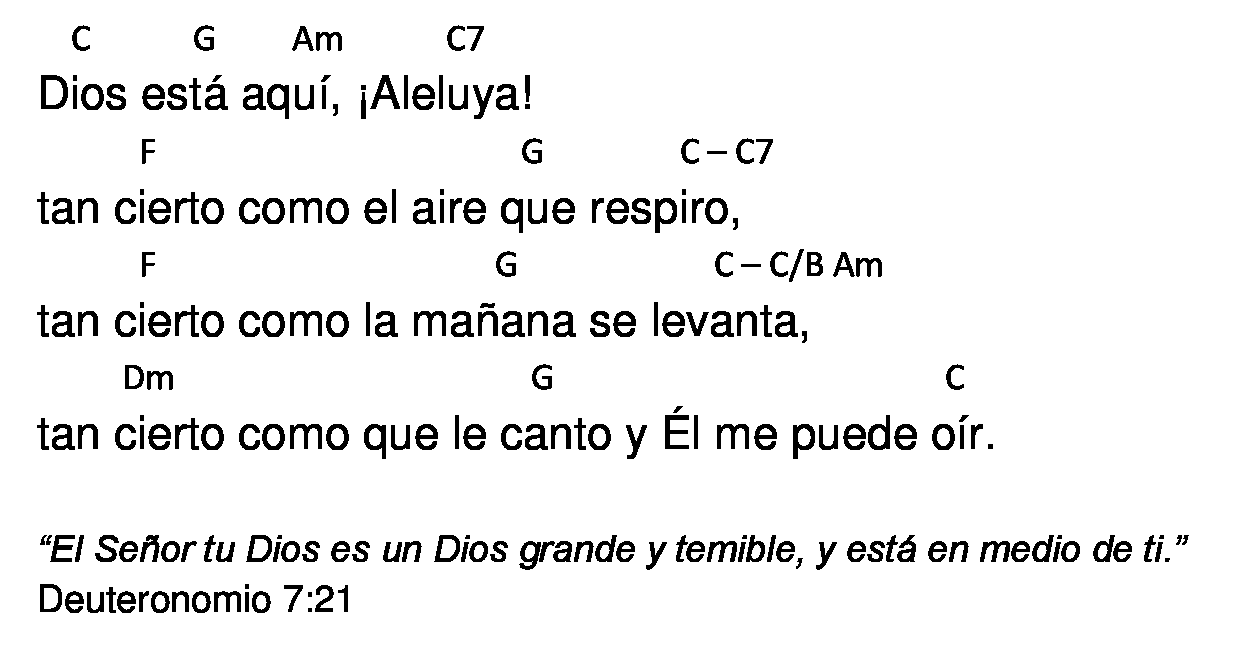 C G Am C7
Dios está aquí, ¡Aleluya!
F G C – C7
tan cierto como el aire que respiro,
F G C – C/B Am
tan cierto como la mañana se levanta,
Dm G C
tan cierto como que le canto y Él me puede oír.
“El Señor tu Dios es un Dios grande y temible, y está en medio de ti.”
Deuteronomio 7:21